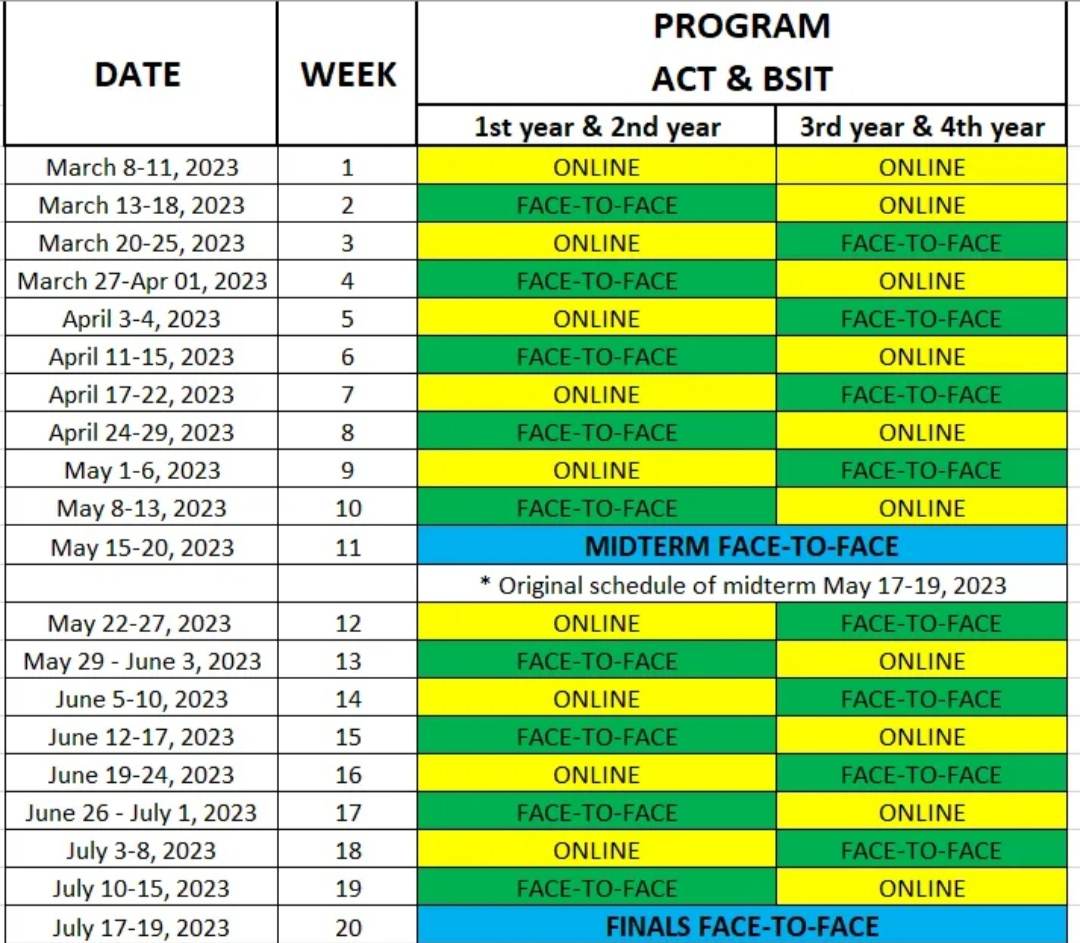 DATE WEEK PROGRAM
ACT & BSIT
1st year & 2nd year 3rd year & 4th year
March 8-11, 2023 1 ONLINE ONLINE
March 13-18, 2023 2 FACE-TO-FACE ONLINE
March 20-25, 2023 3 ONLINE FACE-TO-FACE
March 27-Apr 01, 2023 4 FACE-TO-FACE ONLINE
April 3-4, 2023 5 ONLINE FACE-TO-FACE
April 11-15, 2023 6 FACE-TO-FACE ONLINE
April 17-22, 2023 7 ONLINE FACE-TO-FACE
April 24-29, 2023 8 FACE-TO-FACE ONLINE
May 1-6, 2023 9 ONLINE FACE-TO-FACE
May 8-13, 2023 10 FACE-TO-FACE ONLINE
May 15-20, 2023 11 MIDTERM FACE-TO-FACE
* Original schedule of midterm May 17-19, 2023
May 22-27, 2023 12 ONLINE FACE-TO-FACE
May 29 - June 3, 2023 13 FACE-TO-FACE ONLINE
June 5-10, 2023 14 ONLINE FACE-TO-FACE
June 12-17, 2023 15 FACE-TO-FACE ONLINE
June 19-24, 2023 16 ONLINE FACE-TO-FACE
June 26 - July 1, 2023 17 FACE-TO-FACE ONLINE
July 3-8, 2023 18 ONLINE FACE-TO-FACE
July 10-15, 2023 19 FACE-TO-FACE ONLINE
July 17-19, 2023 20 FINALS FACE-TO-FACE